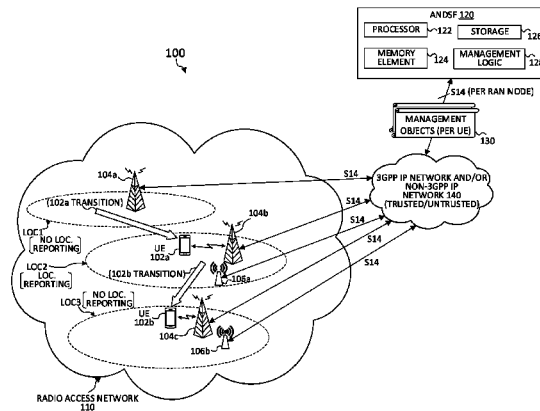 100
ANDSF 120
PROCESSOR
122
STORAGE
126
MEMORY ELEMENT
124
MANAGEMENT LOGIC
128
S14 (PER RAN NODE)
MANAGEMENT OBJECTS (PER UE)
130
3GPP IP NETWORK AND/OR
NON-3GPP IP
NETWORK 140
(TRUSTED/UNTRUSTED)
S14
S14
S14
S14
S14
104a
(102a TRANSITION)
104b
LOC1
NO LOC.
REPORTING
UE
102a
LOC2
LOC.
REPORTING
(102b TRANSITION)
106a
LOC3
NO LOC.
REPORTING
UE
102b
104c
106b
RADIO ACCESS NETWORK
110